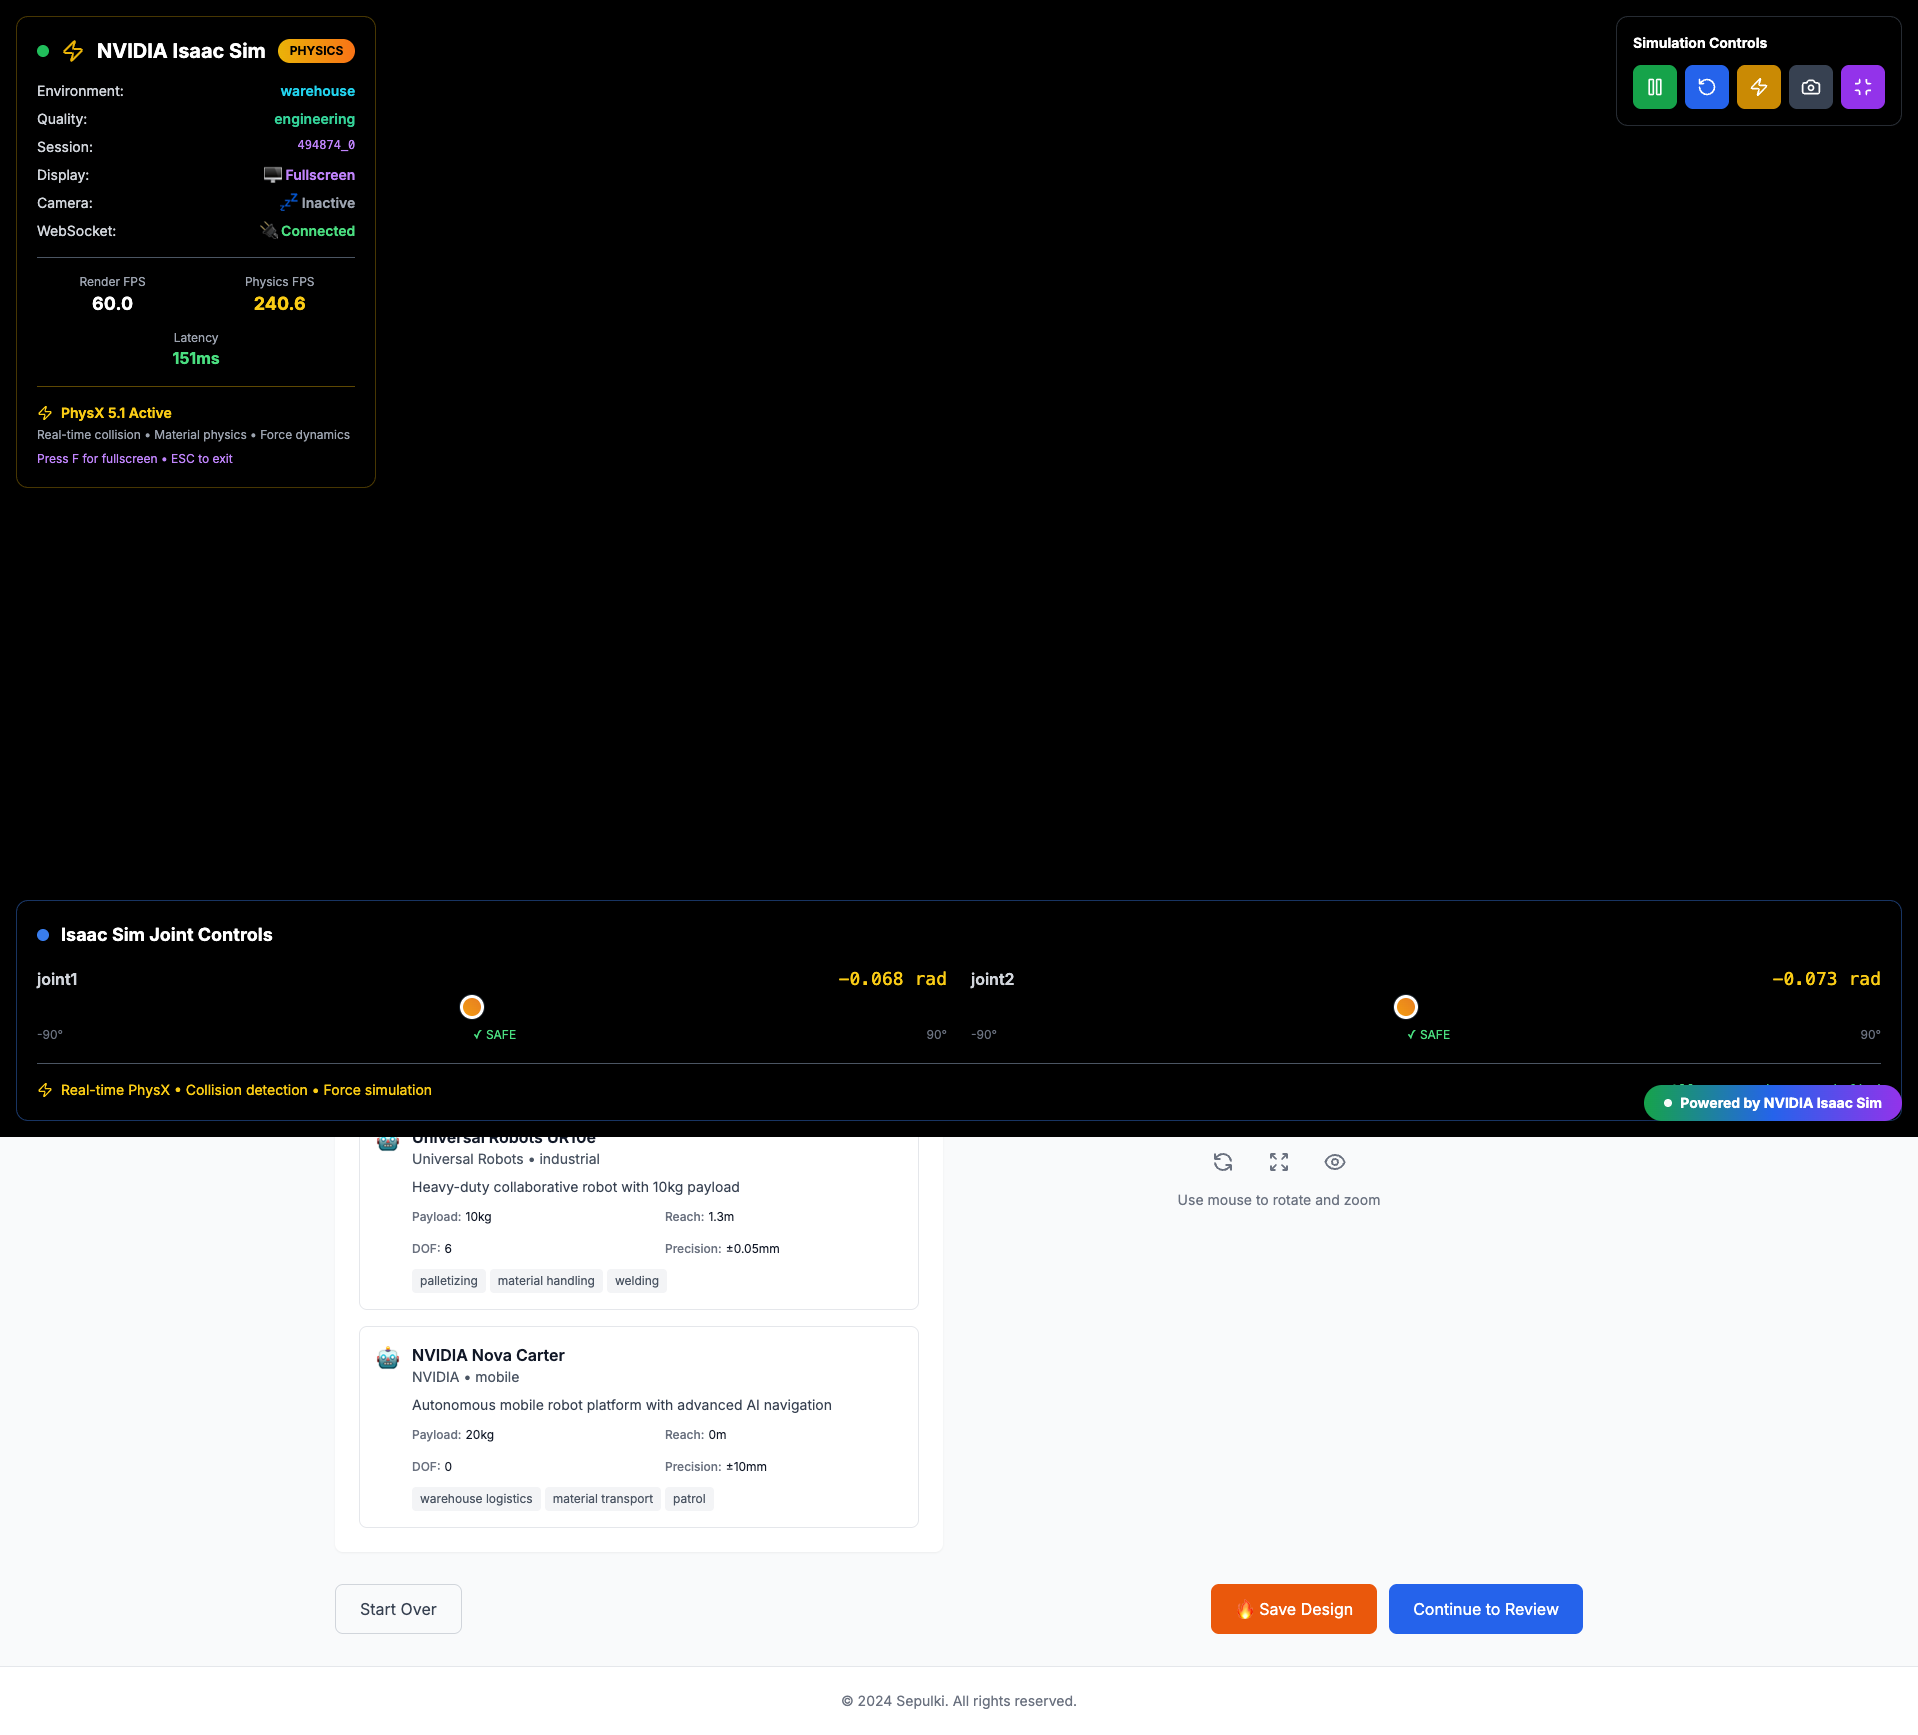 NVIDIA Isaac Sim PHYSICS
Environment: warehouse
Quality: engineering
Session: 494874_0
Display: Fullscreen
Camera: Inactive
WebSocket: Connected
Render FPS Physics FPS
60.0 240.6
Latency
151ms
PhysX 5.1 Active
Real-time collision • Material physics • Force dynamics
Press F for fullscreen • ESC to exit
Simulation Controls
Isaac Sim Joint Controls
joint1 -0.068 rad
-90° ✓ SAFE 90°
joint2 -0.073 rad
-90° ✓ SAFE 90°
Real-time PhysX • Collision detection • Force simulation
Powered by NVIDIA Isaac Sim
Universal Robots UR10e
Universal Robots • industrial
Heavy-duty collaborative robot with 10kg payload
Payload: 10kg Reach: 1.3m
DOF: 6 Precision: ±0.05mm
palletizing material handling welding
Use mouse to rotate and zoom
NVIDIA Nova Carter
NVIDIA • mobile
Autonomous mobile robot platform with advanced AI navigation
Payload: 20kg Reach: 0m
DOF: 0 Precision: ±10mm
warehouse logistics material transport patrol
Start Over
Save Design
Continue to Review
© 2024 Sepulki. All rights reserved.